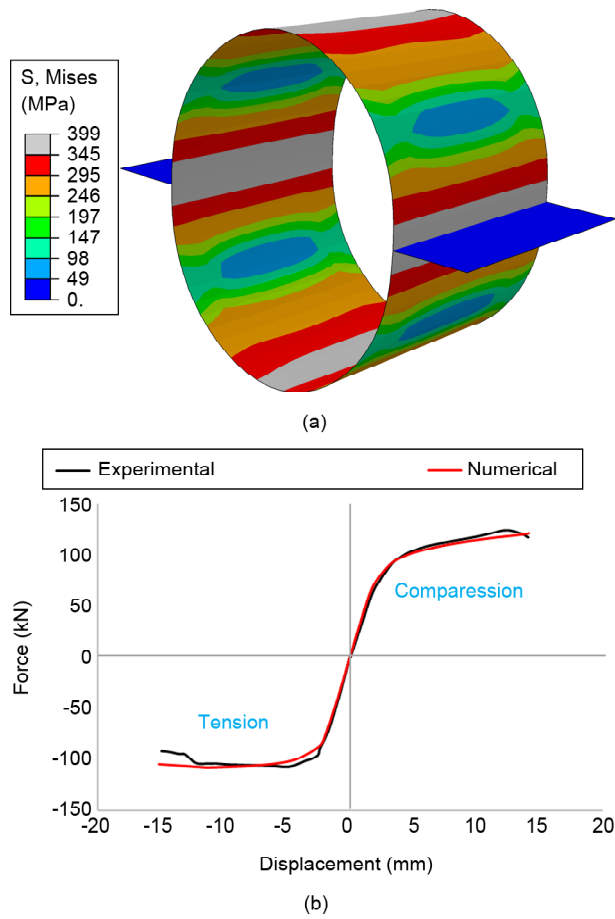 S, Mises
(MPa)
399
345
295
246
197
147
98
49
0.
(a)
Experimental
Numerical
150
100
50
0
-50
-100
-150
Force (kN)
Comparession
Tension
-20
-15
-10
-5
0
5
10
15
20
Displacement (mm)
(b)